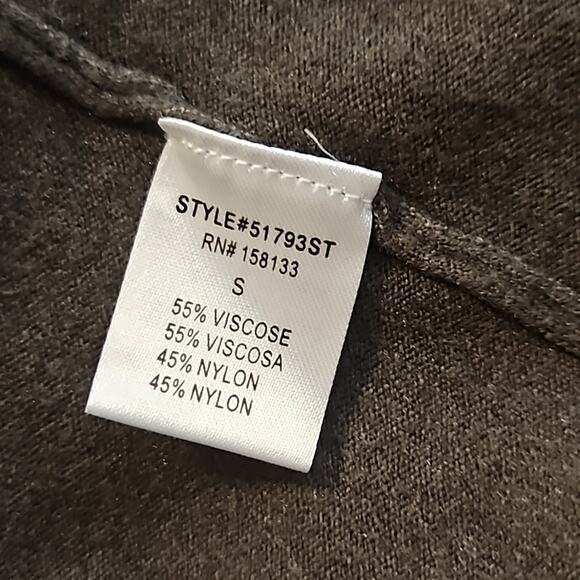 STYLE#51793ST
RN# 158133
S
55% VISCOSE
55% VISCOSA
45% NYLON
45% NYLON